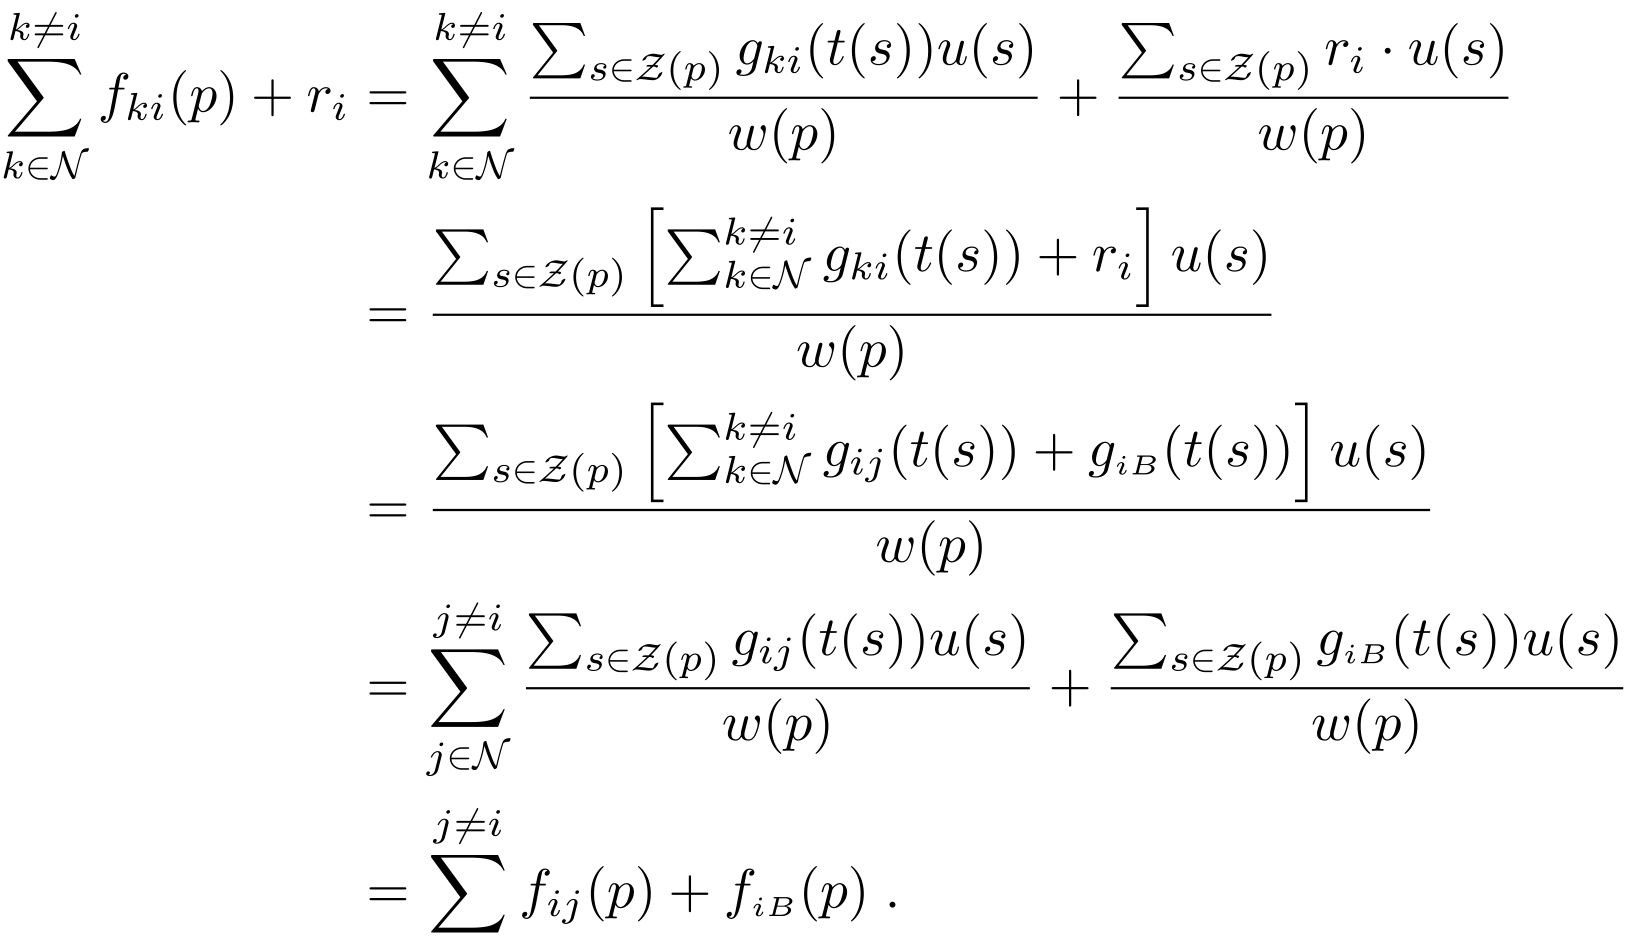 $\sum_{k \in \mathcal{N}}^{k \neq i} f_{ki}(p) + r_i = \sum_{k \in \mathcal{N}}^{k \neq i} \frac{\sum_{s \in \mathcal{Z}(p)} g_{ki}(t(s))u(s)}{w(p)} + \frac{\sum_{s \in \mathcal{Z}(p)} r_i \cdot u(s)}{w(p)}$
$= \frac{\sum_{s \in \mathcal{Z}(p)} \left[ \sum_{k \in \mathcal{N}}^{k \neq i} g_{ki}(t(s)) + r_i \right] u(s)}{w(p)}$
$= \frac{\sum_{s \in \mathcal{Z}(p)} \left[ \sum_{k \in \mathcal{N}}^{k \neq i} g_{ij}(t(s)) + g_{iB}(t(s)) \right] u(s)}{w(p)}$
$= \sum_{j \in \mathcal{N}}^{j \neq i} \frac{\sum_{s \in \mathcal{Z}(p)} g_{ij}(t(s))u(s)}{w(p)} + \frac{\sum_{s \in \mathcal{Z}(p)} g_{iB}(t(s))u(s)}{w(p)}$
$= \sum^{j \neq i} f_{ij}(p) + f_{iB}(p) \ .$